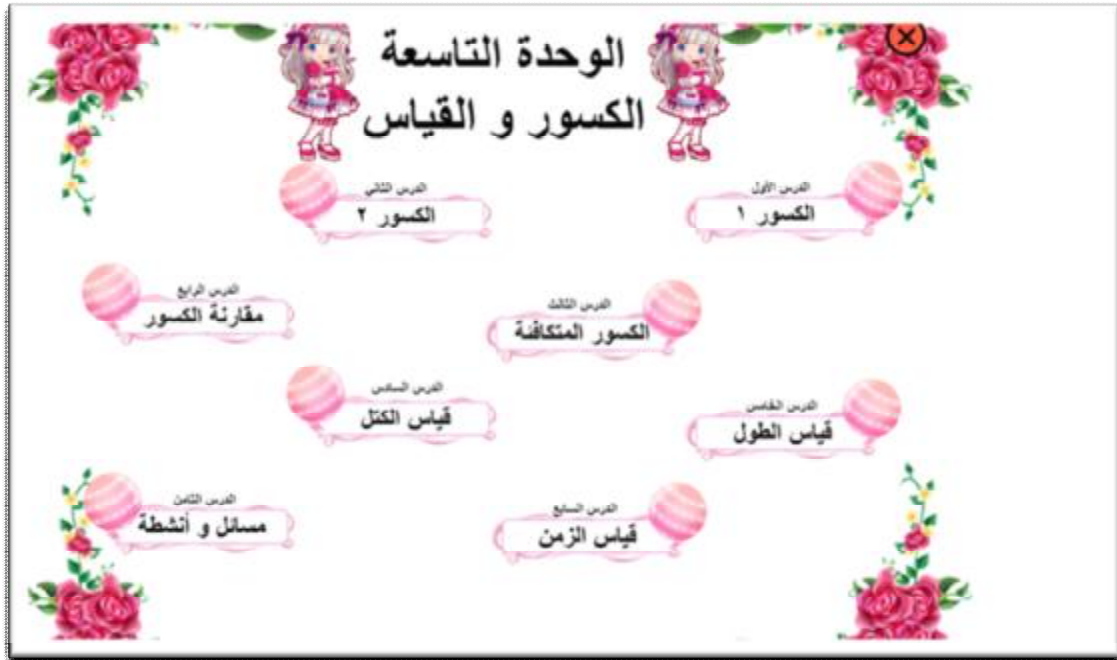 الوحدة التاسعة
الكسور و القياس
الدرس الأول
الكسور ١
الدرس الثاني
الكسور ٢
الدرس الثالث
الكسور المتكافئة
الدرس الرابع
مقارنة الكسور
الدرس الخامس
قياس الطول
الدرس السادس
قياس الكتل
الدرس السابع
قياس الزمن
الدرس الثامن
مسائل و أنشطة